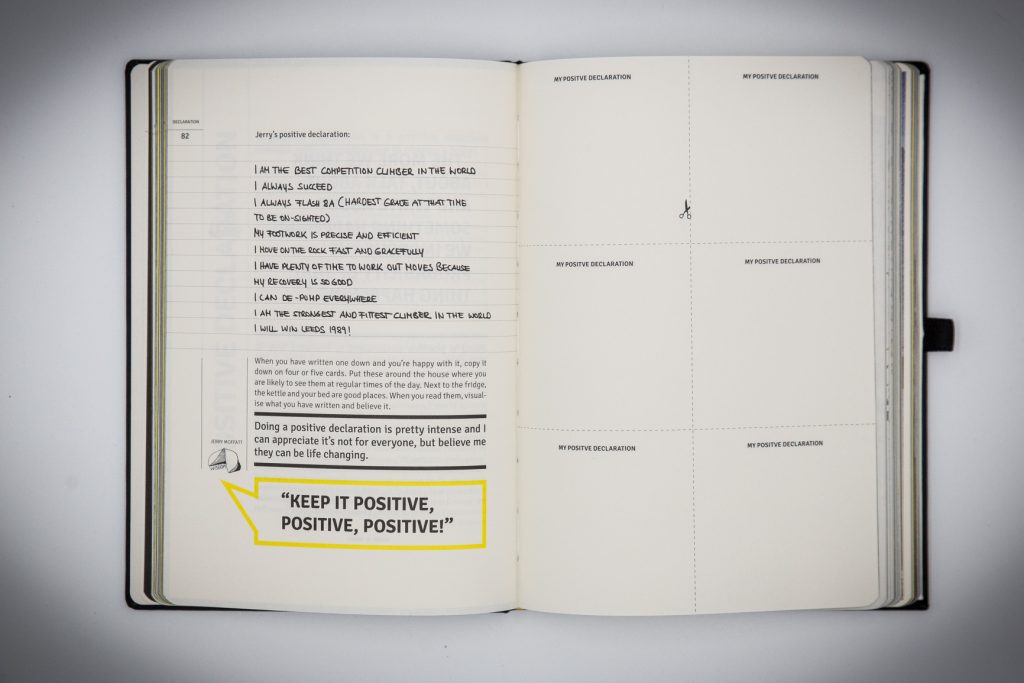 DECLARATION
82
Jerry's positive declaration:
I AM THE BEST COMPETITION CLIMBER IN THE WORLD
I ALWAYS SUCCEED
I ALWAYS FLASH 8A (HARDEST GRADE AT THAT TIME
TO BE ON-SIGHTED)
MY FOOTWORK IS PRECISE AND EFFICIENT
I MOVE ON THE ROCK FAST AND GRACEFULLY
I HAVE PLENTY OF TIME TO WORK OUT MOVES BECAUSE
MY RECOVERY IS SO GOOD
I CAN DE-PUMP EVERYWHERE
I AM THE STRONGEST AND FITTEST CLIMBER IN THE WORLD
I WILL WIN LEEDS 1989!
When you have written one down and you're happy with it, copy it
down on four or five cards. Put these around the house where you
are likely to see them at regular times of the day. Next to the fridge,
the kettle and your bed are good places. When you read them, visual-
ise what you have written and believe it.
Doing a positive declaration is pretty intense and I
can appreciate it's not for everyone, but believe me
they can be life changing.
JERRY MOFFATT
"KEEP IT POSITIVE,
POSITIVE, POSITIVE!"
MY POSITVE DECLARATION
MY POSITVE DECLARATION
MY POSITVE DECLARATION
MY POSITVE DECLARATION
MY POSITVE DECLARATION
MY POSITVE DECLARATION